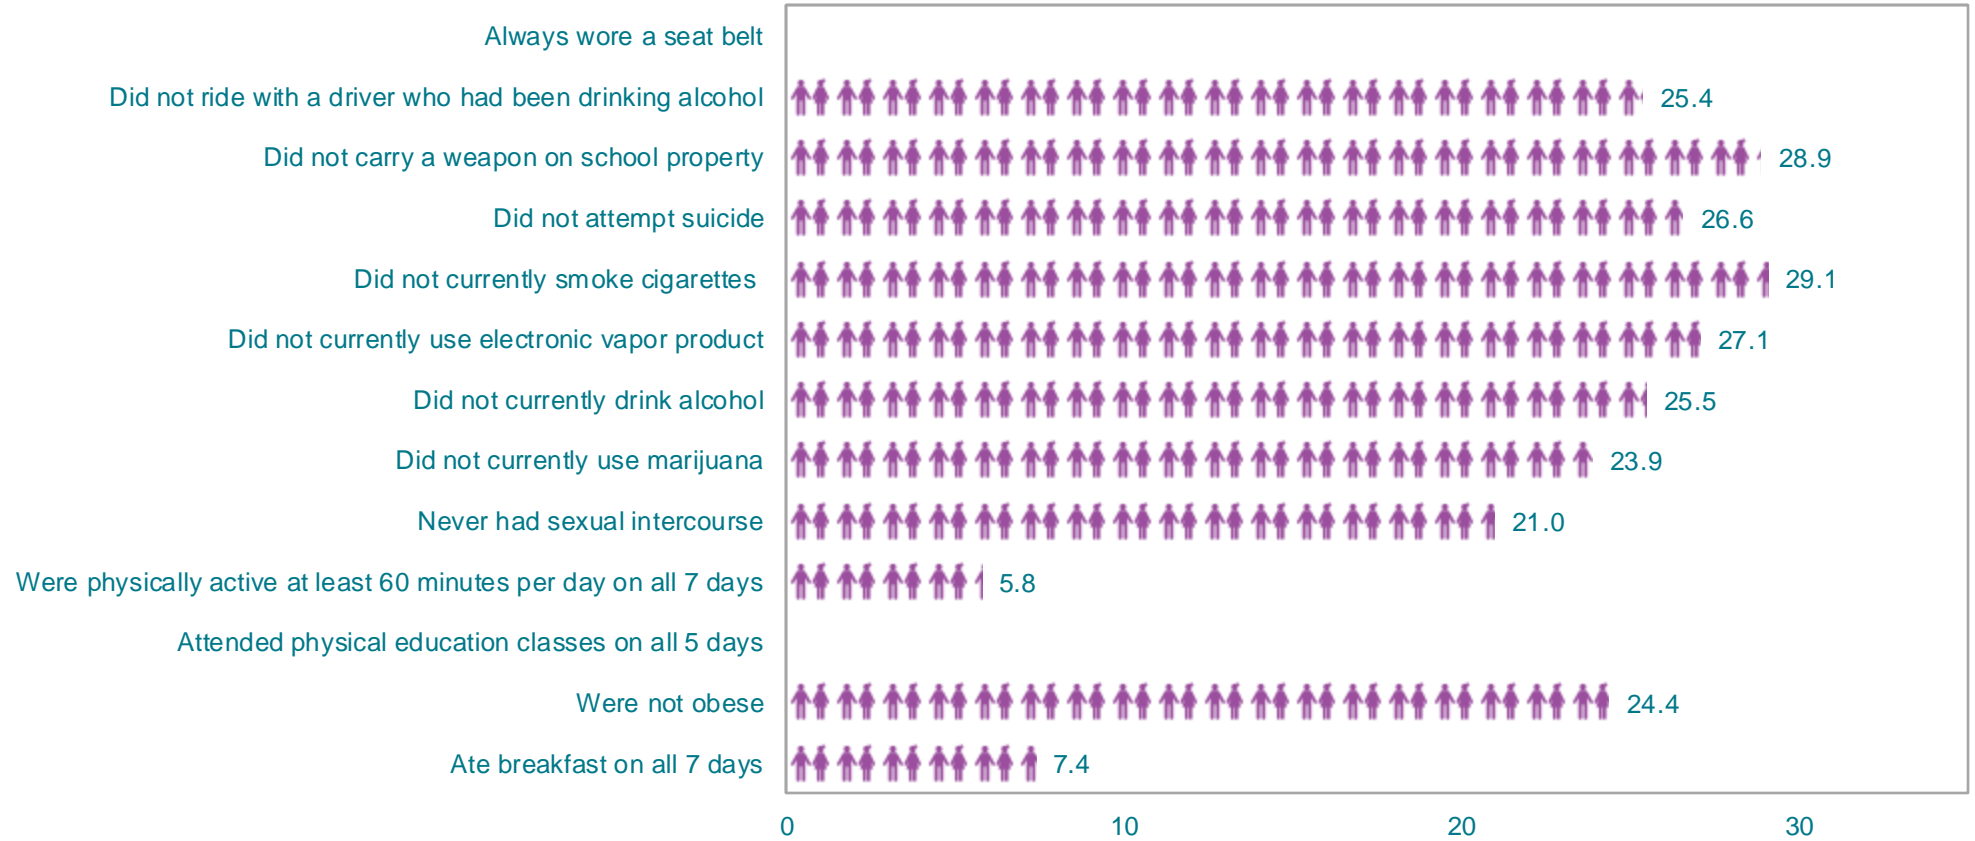 Always wore a seat belt
Did not ride with a driver who had been drinking alcohol 25.4
Did not carry a weapon on school property 28.9
Did not attempt suicide 26.6
Did not currently smoke cigarettes 29.1
Did not currently use electronic vapor product 27.1
Did not currently drink alcohol 25.5
Did not currently use marijuana 23.9
Never had sexual intercourse 21.0
Were physically active at least 60 minutes per day on all 7 days 5.8
Attended physical education classes on all 5 days
Were not obese 24.4
Ate breakfast on all 7 days 7.4
0 10 20 30